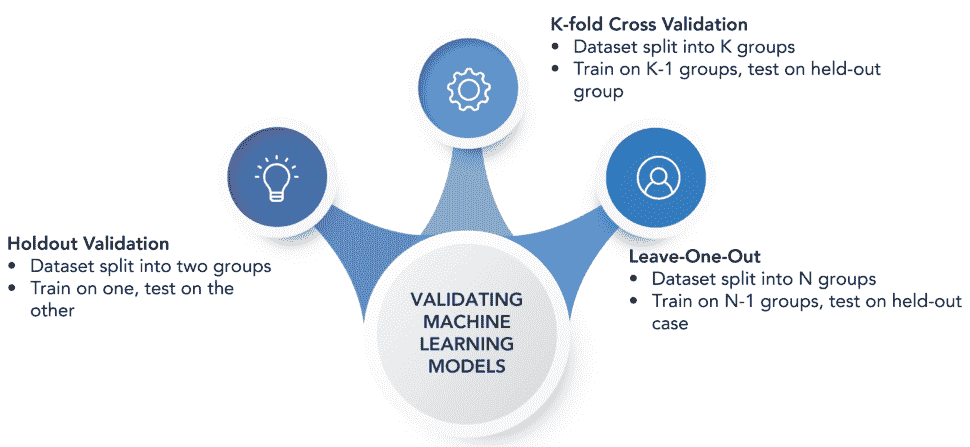 K-fold Cross Validation
• Dataset split into K groups
• Train on K-1 groups, test on held-out
group
Holdout Validation
• Dataset split into two groups
• Train on one, test on the
other
Leave-One-Out
• Dataset split into N groups
• Train on N-1 groups, test on held-out
case
VALIDATING
MACHINE
LEARNING
MODELS